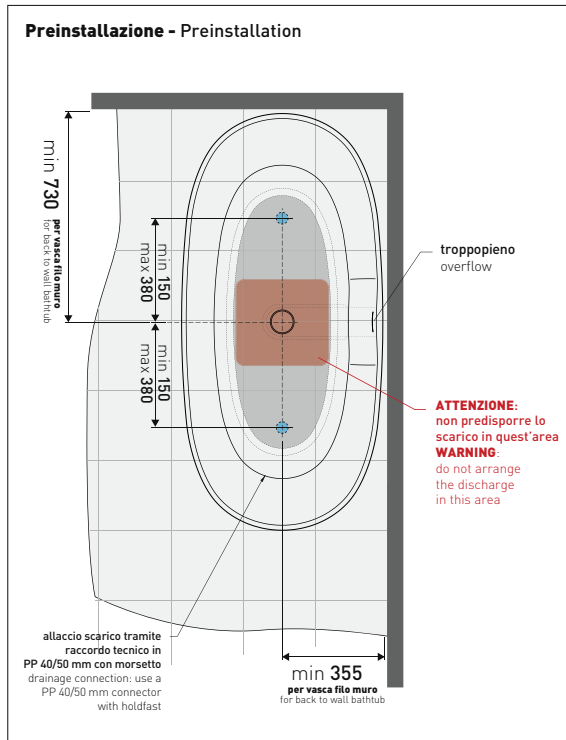 Preinstallazione - Preinstallation
min 730
per vasca filo muro
for back to wall bathtub
min 150
max 380
min 150
max 380
troppopieno
overflow
ATTENZIONE:
non predisporre lo
scarico in quest'area
WARNING:
do not arrange
the discharge
in this area
allaccio scarico tramite
raccordo tecnico in
PP 40/50 mm con morsetto
drainage connection: use a
PP 40/50 mm connector
with holdfast
min 355
per vasca filo muro
for back to wall bathtub